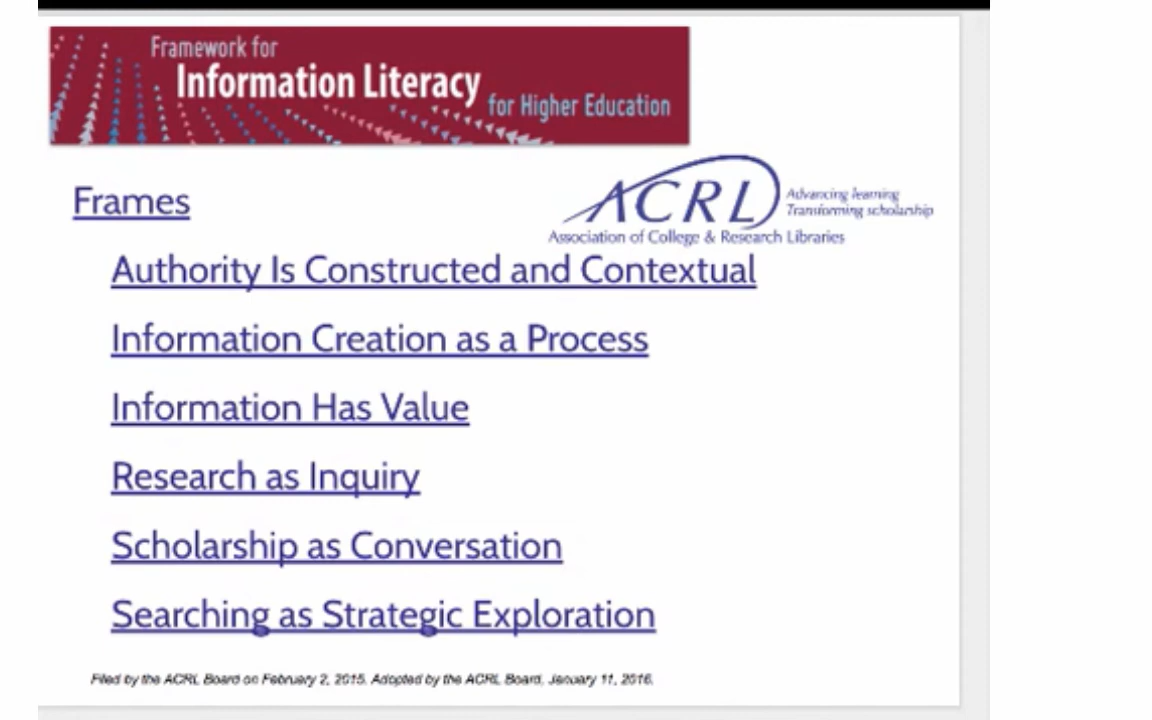 Framework for
Information Literacy
for Higher Education
ACRL
Advancing learning
Transforming scholarship
Association of College & Research Libraries
Frames
Authority Is Constructed and Contextual
Information Creation as a Process
Information Has Value
Research as Inquiry
Scholarship as Conversation
Searching as Strategic Exploration
Filed by the ACRL Board on February 2, 2015. Adopted by the ACRL Board, January 11, 2016.